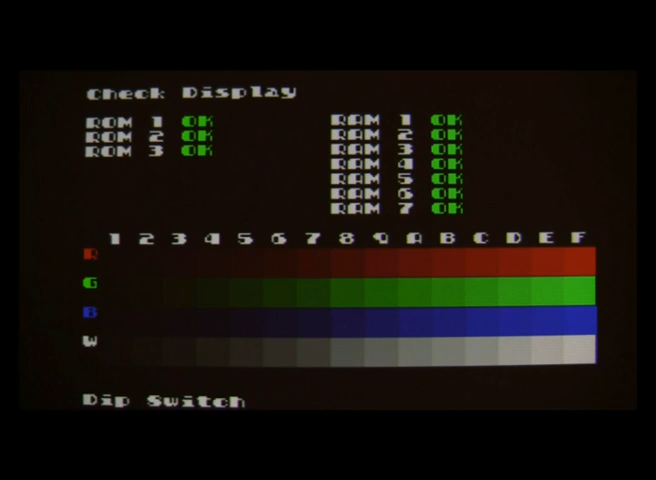 Check Display
ROM 1 OK RAM 1 OK
ROM 2 OK RAM 2 OK
ROM 3 OK RAM 3 OK
RAM 4 OK
RAM 5 OK
RAM 6 OK
RAM 7 OK
1 2 3 4 5 6 7 8 9 A B C D E F
R
G
B
W
Dip Switch